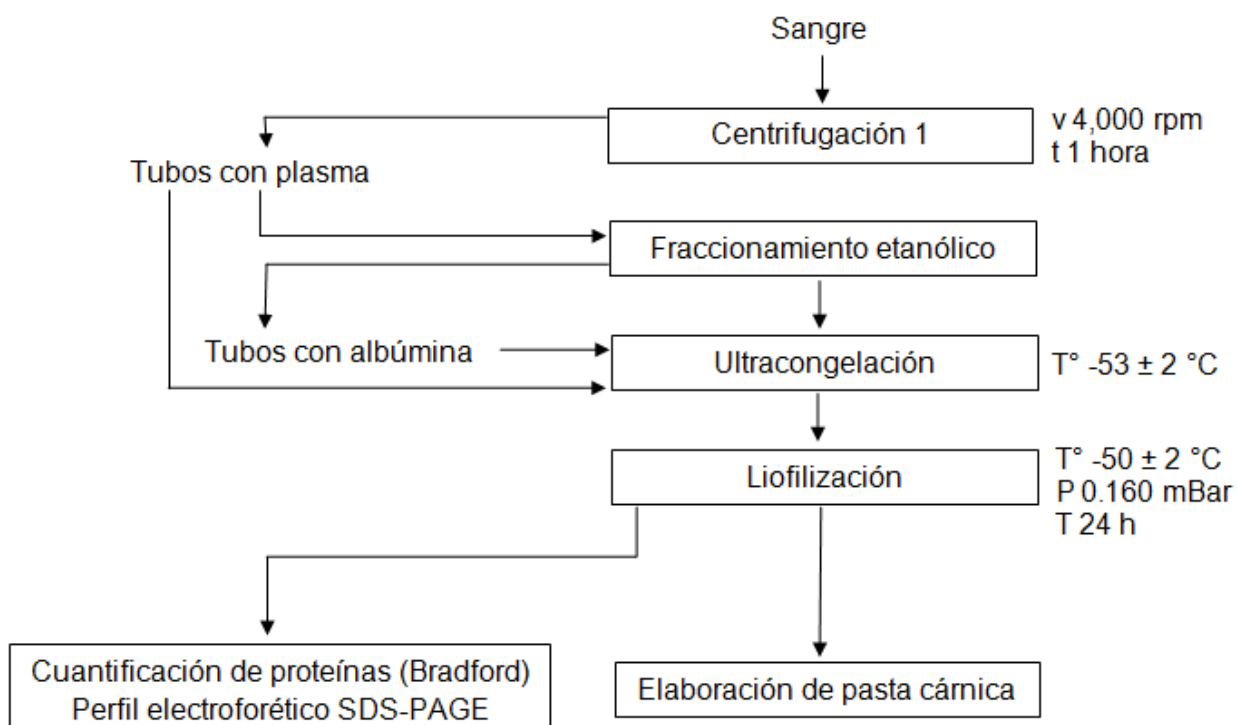 Sangre
Centrifugación 1
v 4,000 rpm
t 1 hora
Tubos con plasma
Fraccionamiento etanólico
Tubos con albúmina
Ultracongelación
T° -53 ± 2 °C
Liofilización
T° -50 ± 2 °C
P 0.160 mBar
T 24 h
Cuantificación de proteínas (Bradford)
Perfil electroforético SDS-PAGE
Elaboración de pasta cárnica